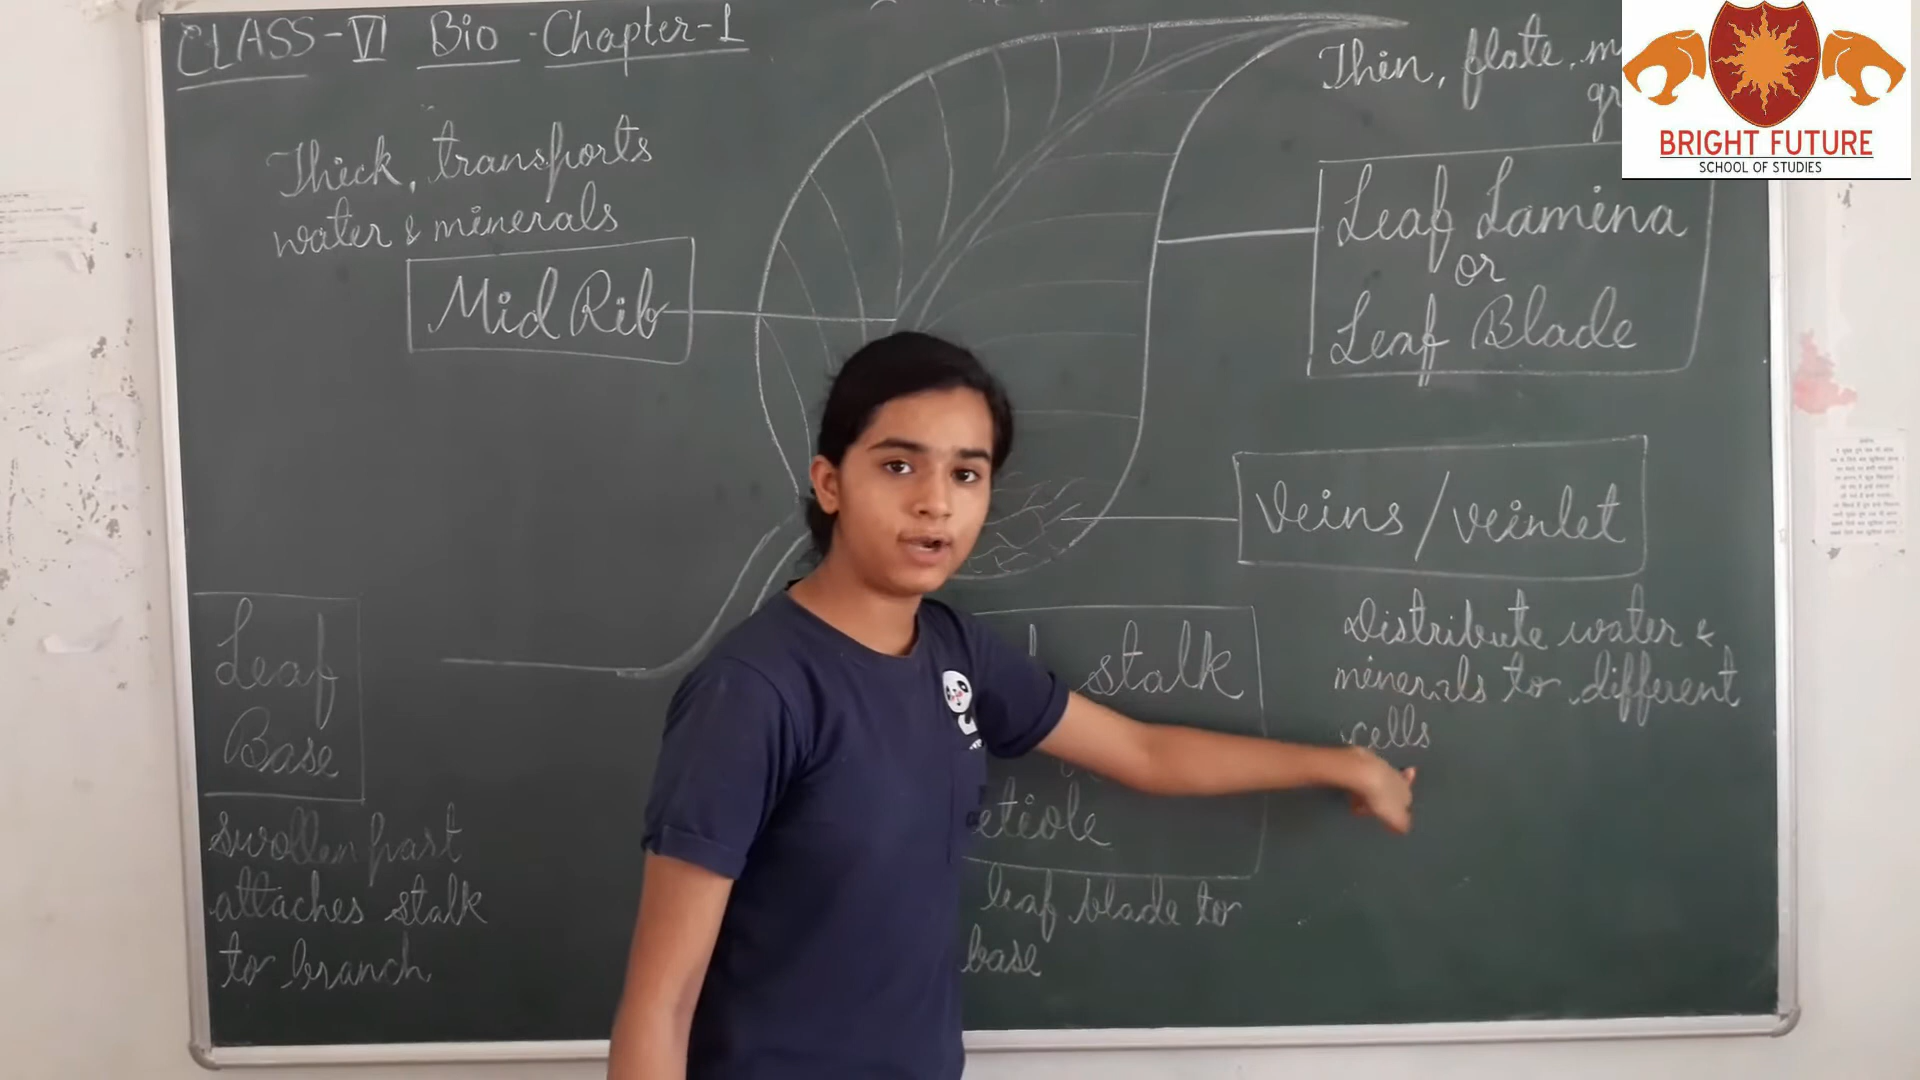 CLASS-VI Bio - Chapter-1
Thick, transports
water & minerals
Mid Rib
Thin, flate,
BRIGHT FUTURE
SCHOOL OF STUDIES
Leaf Lamina
or
Leaf Blade
Veins/veinlet
Distribute water &
minerals to different
cells
stalk
etiole
leaf blade to
base
Leaf
Base
swollen part
attaches stalk
to branch